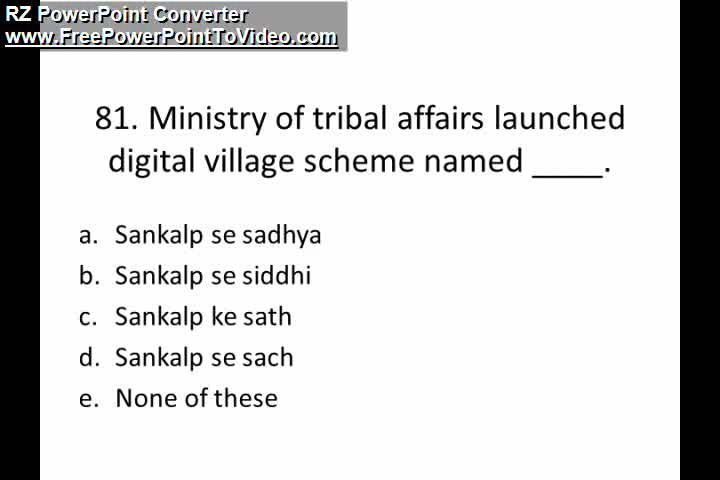 RZ PowerPoint Converter
www.FreePowerPointToVideo.com
81. Ministry of tribal affairs launched
digital village scheme named ____.
a. Sankalp se sadhya
b. Sankalp se siddhi
c. Sankalp ke sath
d. Sankalp se sach
e. None of these